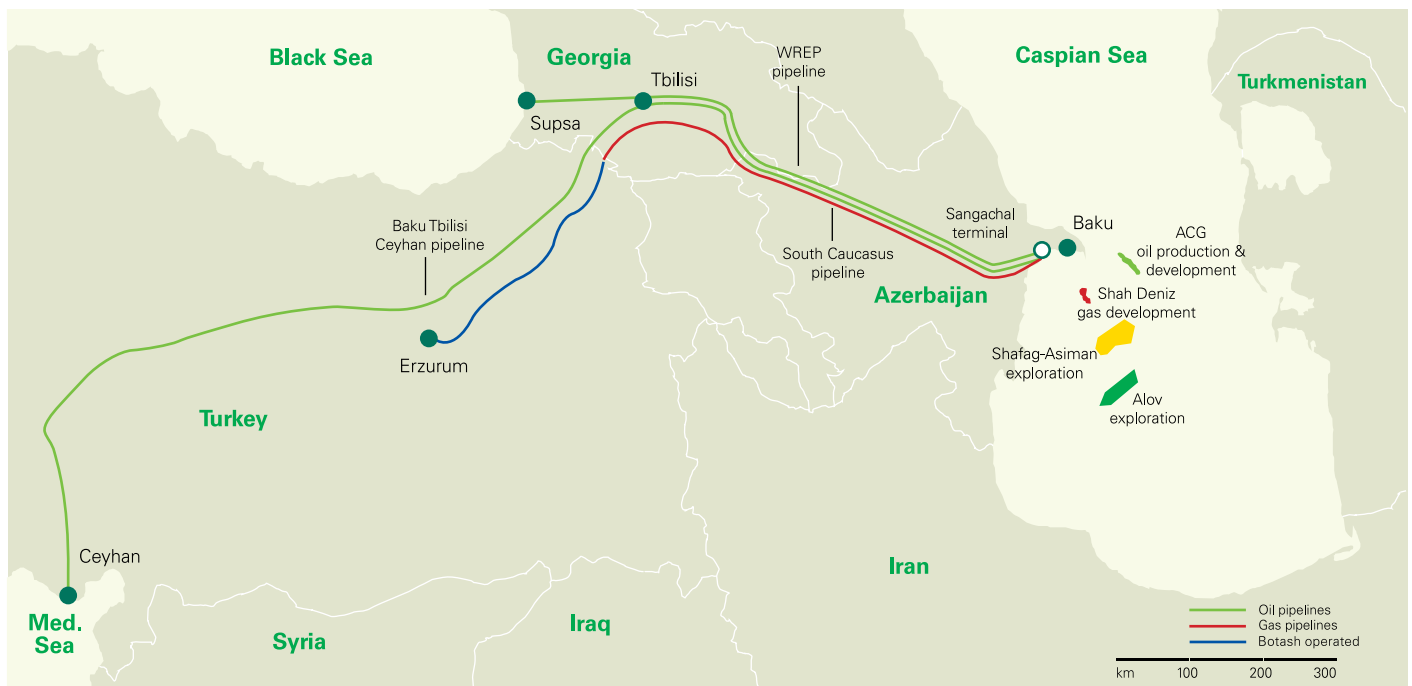 Black Sea
Georgia
WREP
pipeline
Caspian Sea
Turkmenistan
Tbilisi
Supsa
Baku Tbilisi
Ceyhan pipeline
Sangachal
terminal
Baku
ACG
oil production &
development
South Caucasus
pipeline
Azerbaijan
Shah Deniz
gas development
Erzurum
Shafag-Asiman
exploration
Alov
exploration
Turkey
Ceyhan
Iran
Med.
Sea
Syria
Iraq
Oil pipelines
Gas pipelines
Botash operated
km 100 200 300